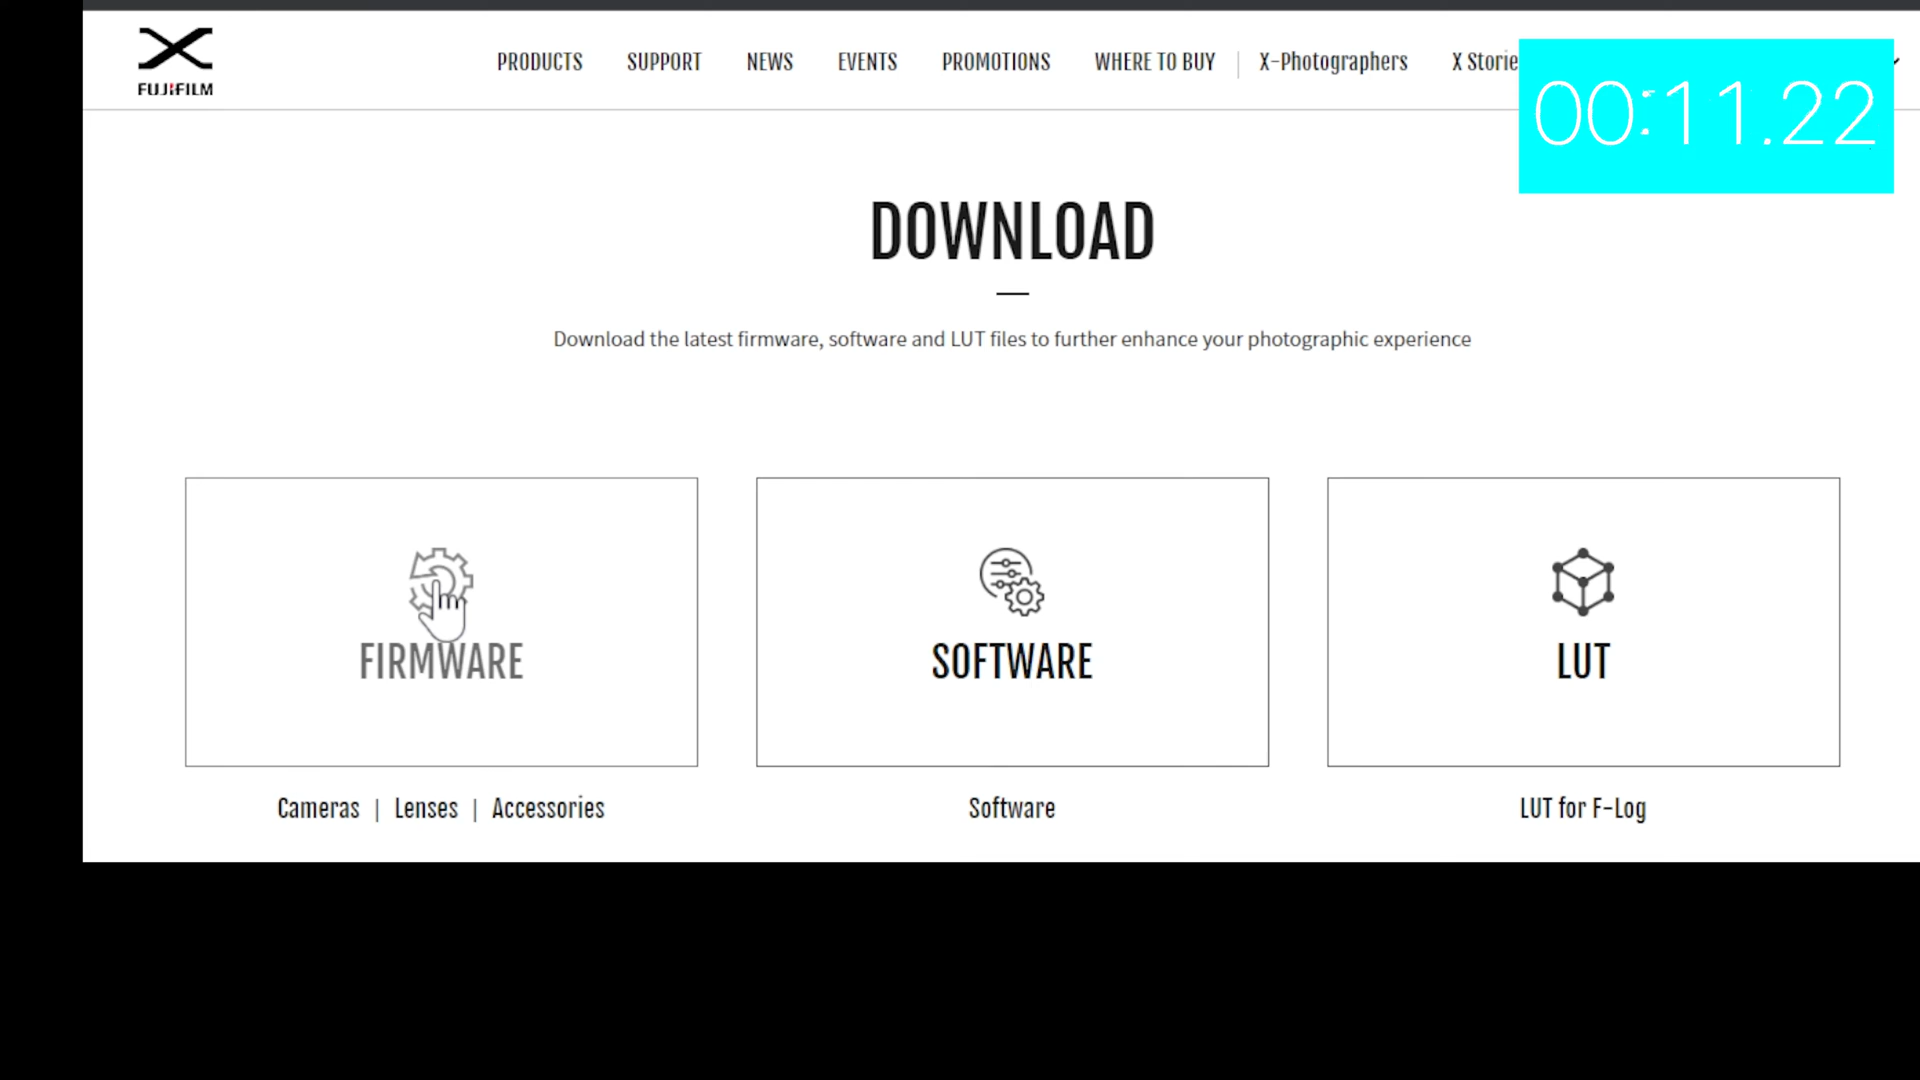 FUJIFILM
PRODUCTS SUPPORT NEWS EVENTS PROMOTIONS WHERE TO BUY | X-Photographers X Storie
00:11.22
DOWNLOAD
Download the latest firmware, software and LUT files to further enhance your photographic experience
FIRMWARE
SOFTWARE
LUT
Cameras | Lenses | Accessories
Software
LUT for F-Log